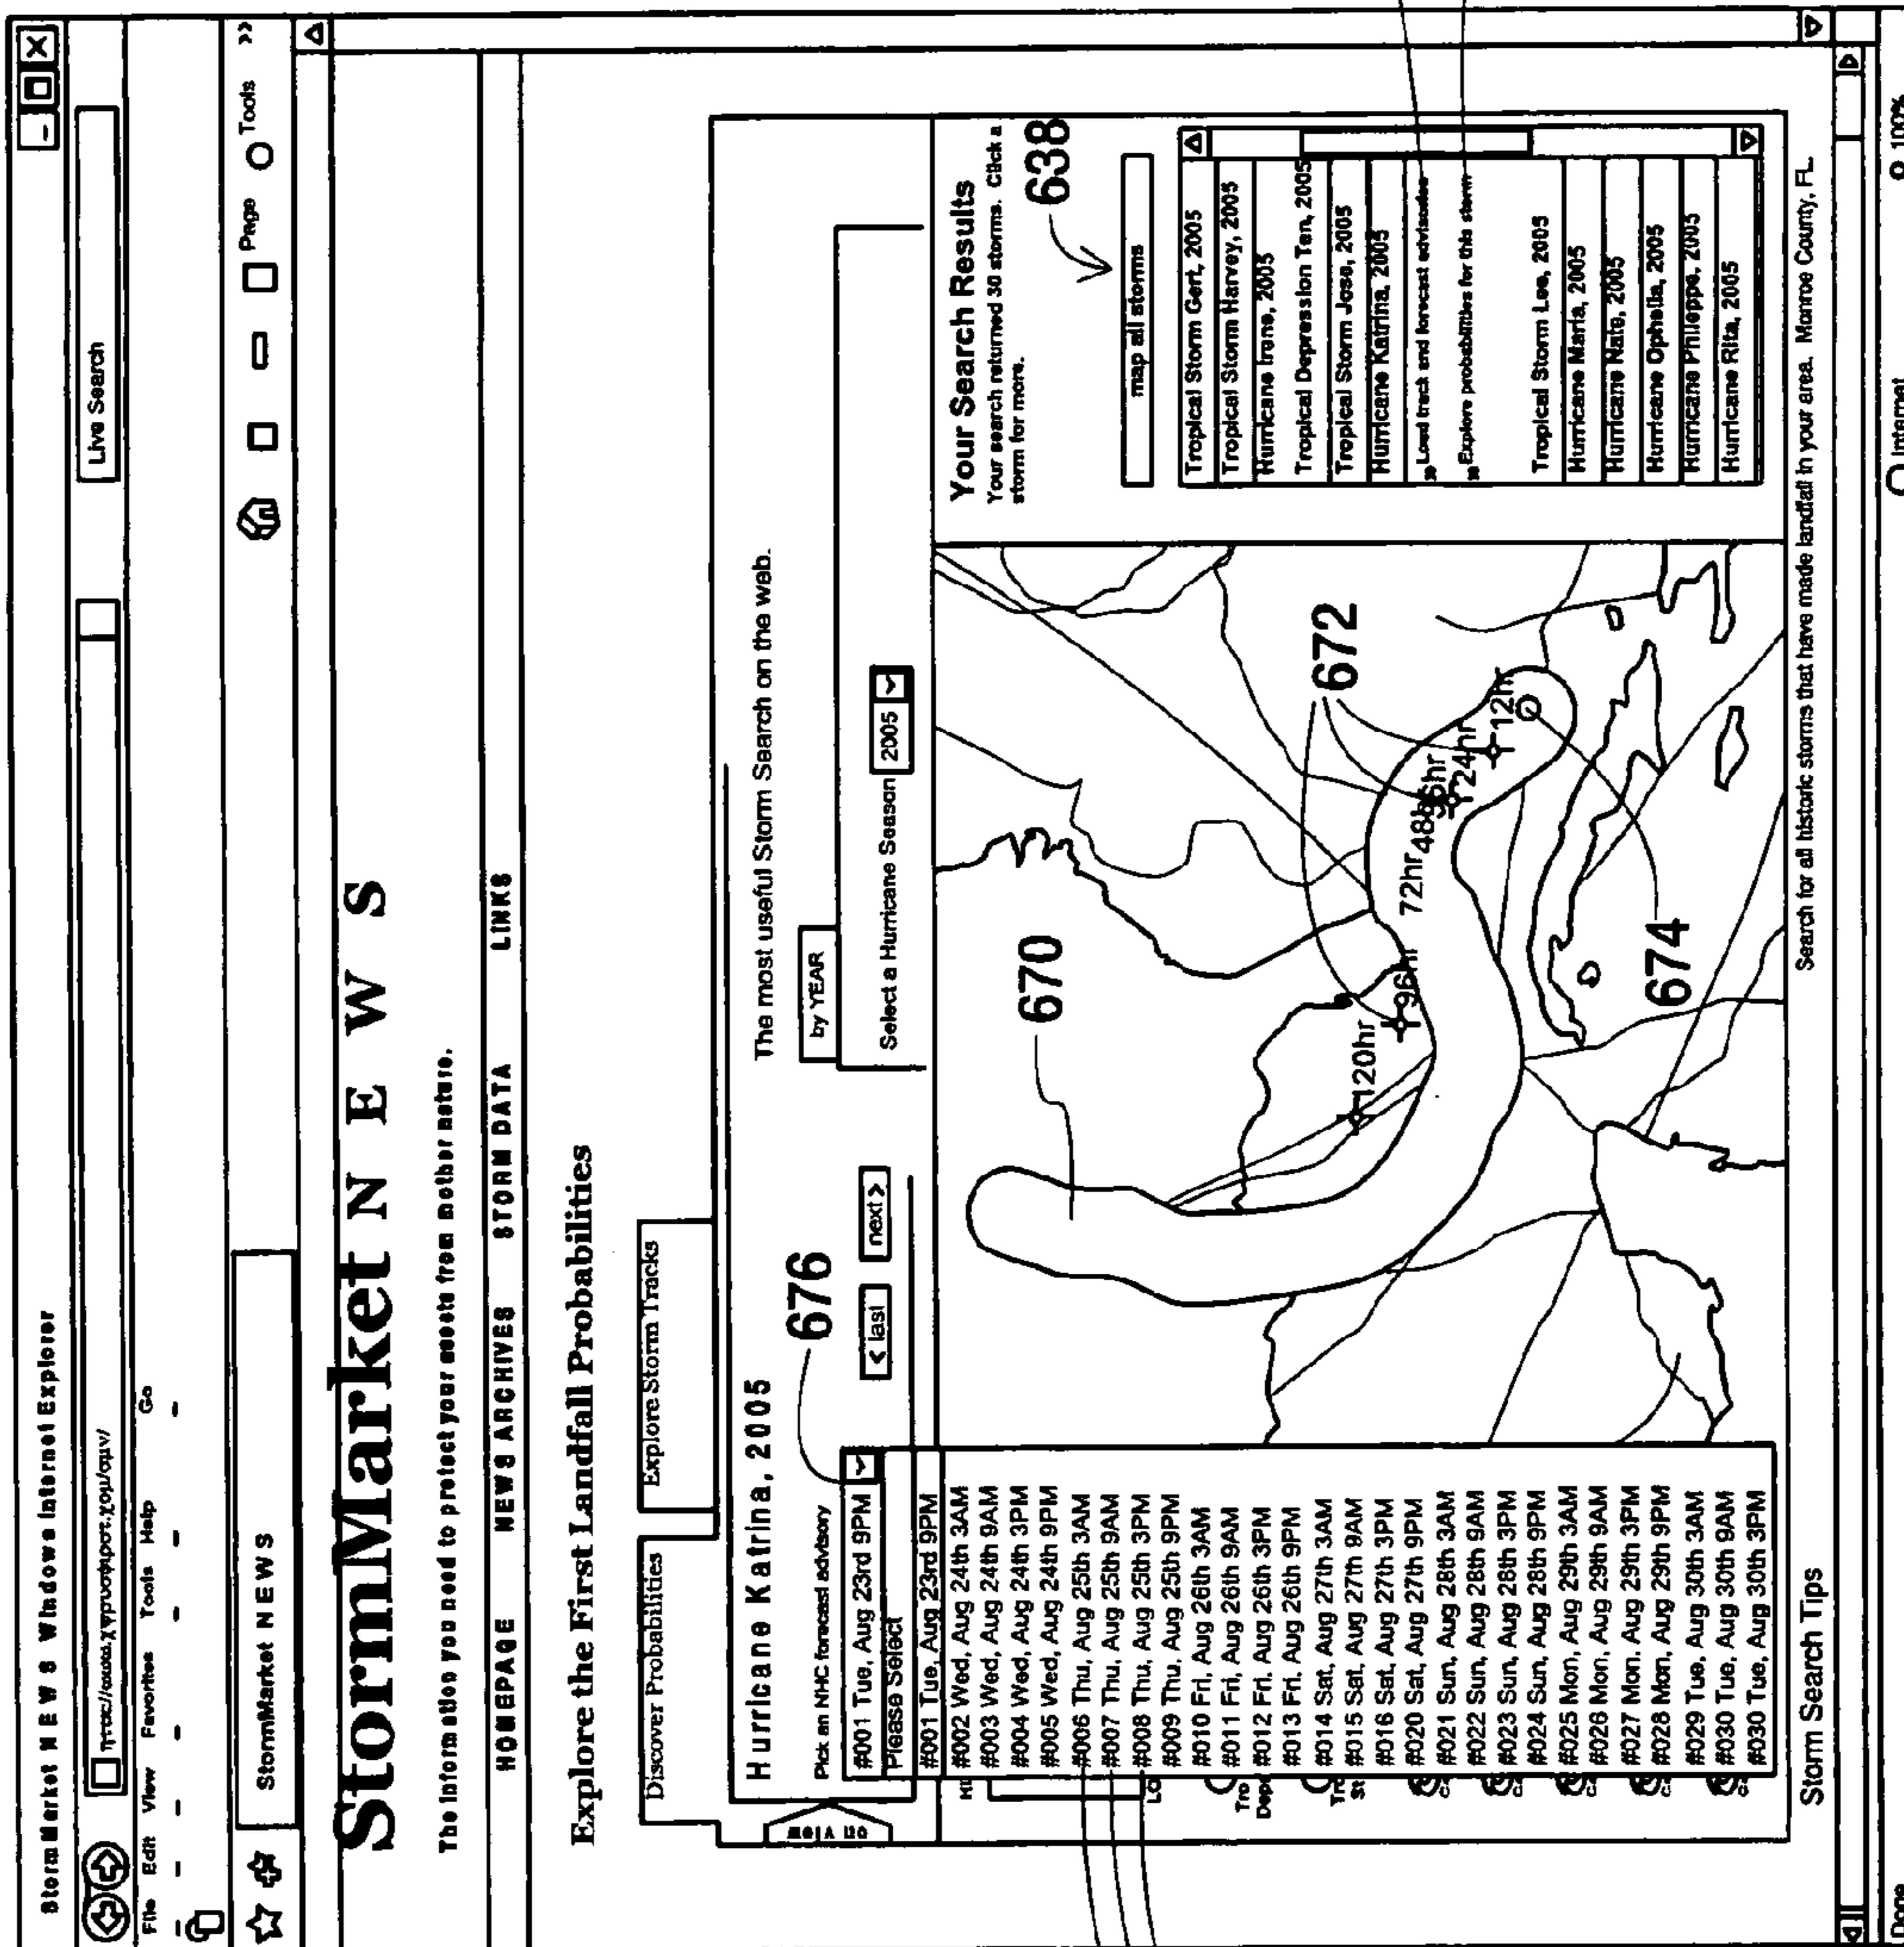 StormMarket N E W S Windows Internet Explorer
πττα://ααα.χψρυσφιροτ.χομ/σμν/
Live Search
File Edit View Favorites Tools Help Go
StormMarket NEWS
Page Tools »
StormMarket N E W S
The information you need to protect your assets from mother nature.
HOMEPAGE NEWS ARCHIVES STORM DATA LINKS
Explore the First Landfall Probabilities
Discover Probabilities
Explore Storm Tracks
Hurricane Katrina, 2005
The most useful Storm Search on the web.
676
Pick an NHC forecast advisory
by YEAR
#001 Tue, Aug 23rd 9PM
< last
next >
Select a Hurricane Season 2005
Please Select
#001 Tue, Aug 23rd 9PM
#002 Wed, Aug 24th 3AM
#003 Wed, Aug 24th 9AM
#004 Wed, Aug 24th 3PM
#005 Wed, Aug 24th 9PM
#006 Thu, Aug 25th 3AM
#007 Thu, Aug 25th 9AM
#008 Thu, Aug 25th 3PM
#009 Thu, Aug 25th 9PM
#010 Fri, Aug 26th 3AM
#011 Fri, Aug 26th 9AM
#012 Fri, Aug 26th 3PM
#013 Fri, Aug 26th 9PM
#014 Sat, Aug 27th 3AM
#015 Sat, Aug 27th 9AM
#016 Sat, Aug 27th 3PM
#020 Sat, Aug 27th 9PM
#021 Sun, Aug 28th 3AM
#022 Sun, Aug 28th 9AM
#023 Sun, Aug 28th 3PM
#024 Sun, Aug 28th 9PM
#025 Mon, Aug 29th 3AM
#026 Mon, Aug 29th 9AM
#027 Mon, Aug 29th 3PM
#028 Mon, Aug 29th 9PM
#029 Tue, Aug 30th 3AM
#030 Tue, Aug 30th 9AM
#030 Tue, Aug 30th 3PM
670
672
120hr
96hr
72hr
48hr
96hr
24hr
12hr
674
Your Search Results
Your search returned 30 storms. Click a
storm for more.
638
map all storms
Tropical Storm Gert, 2005
Tropical Storm Harvey, 2005
Hurricane Irene, 2005
Tropical Depression Ten, 2005
Tropical Storm Jose, 2005
Hurricane Katrina, 2005
» Load track and forecast advisories
» Explore probabilities for this storm
Tropical Storm Lee, 2005
Hurricane Maria, 2005
Hurricane Nate, 2005
Hurricane Ophelia, 2005
Hurricane Philippe, 2005
Hurricane Rita, 2005
Storm Search Tips
Search for all historic storms that have made landfall in your area. Monroe County, FL.
Done
Internet
100%